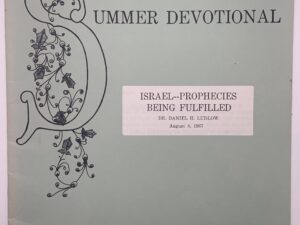 SUMMER DEVOTIONAL
ISRAEL--PROPHECIES
BEING FULFILLED
DR. DANIEL H. LUDLOW
August 8, 1967